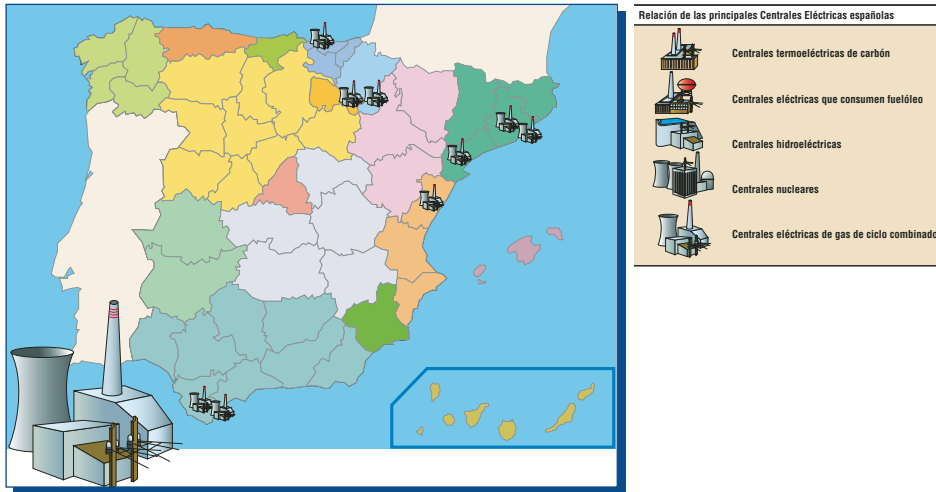 Relación de las principales Centrales Eléctricas españolas
Centrales termoeléctricas de carbón
Centrales eléctricas que consumen fuelóleo
Centrales hidroeléctricas
Centrales nucleares
Centrales eléctricas de gas de ciclo combinado